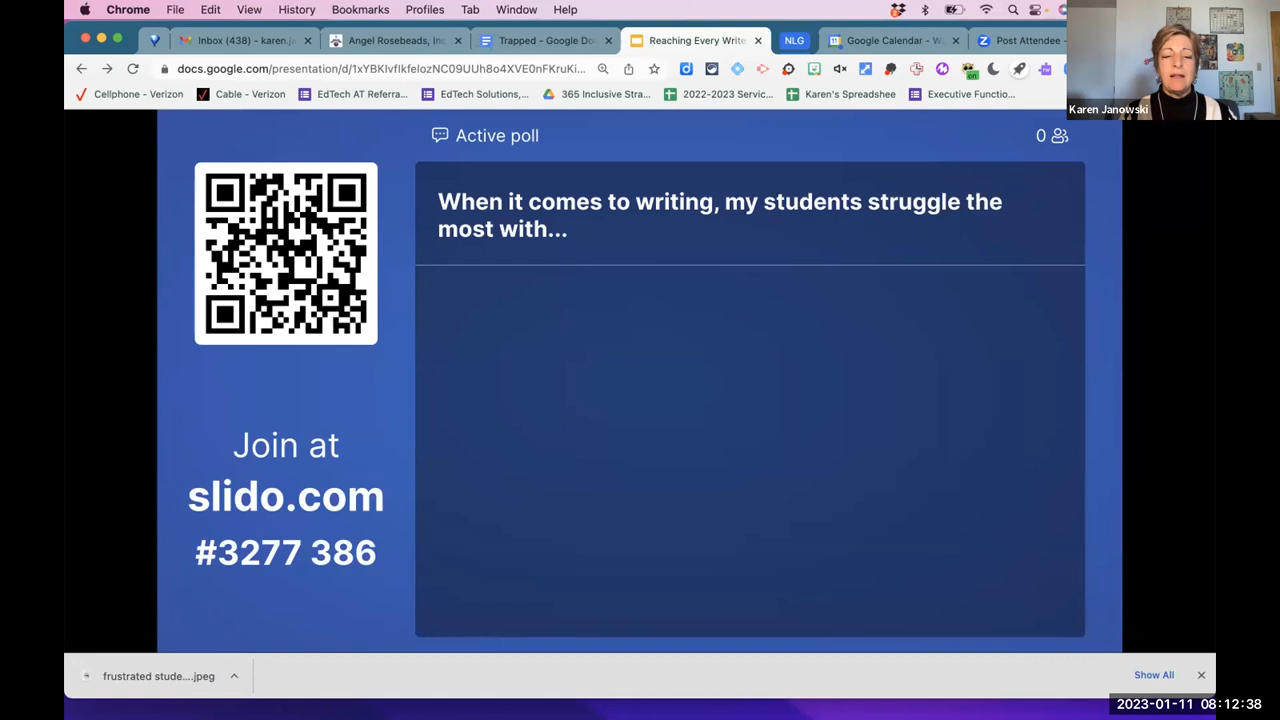 Chrome File Edit View History Bookmarks Profiles Tab Window Help
Inbox (438) - karen.j Angel Rosebeads, In Trapped - Google Do Reaching Every Write NLG Google Calendar - W Post Attendee -
docs.google.com/presentation/d/
Cellphone - Verizon Cable - Verizon EdTech AT Referra... EdTech Solutions,... 365 Inclusive Stra... 2022-2023 Servic... Karen's Spreadshee Executive Functio...
Karen Janowski
Active poll
0
When it comes to writing, my students struggle the
most with...
Join at
slido.com
#3277 386
frustrated stude....jpeg
Show All
2023-01-11 08:12:38